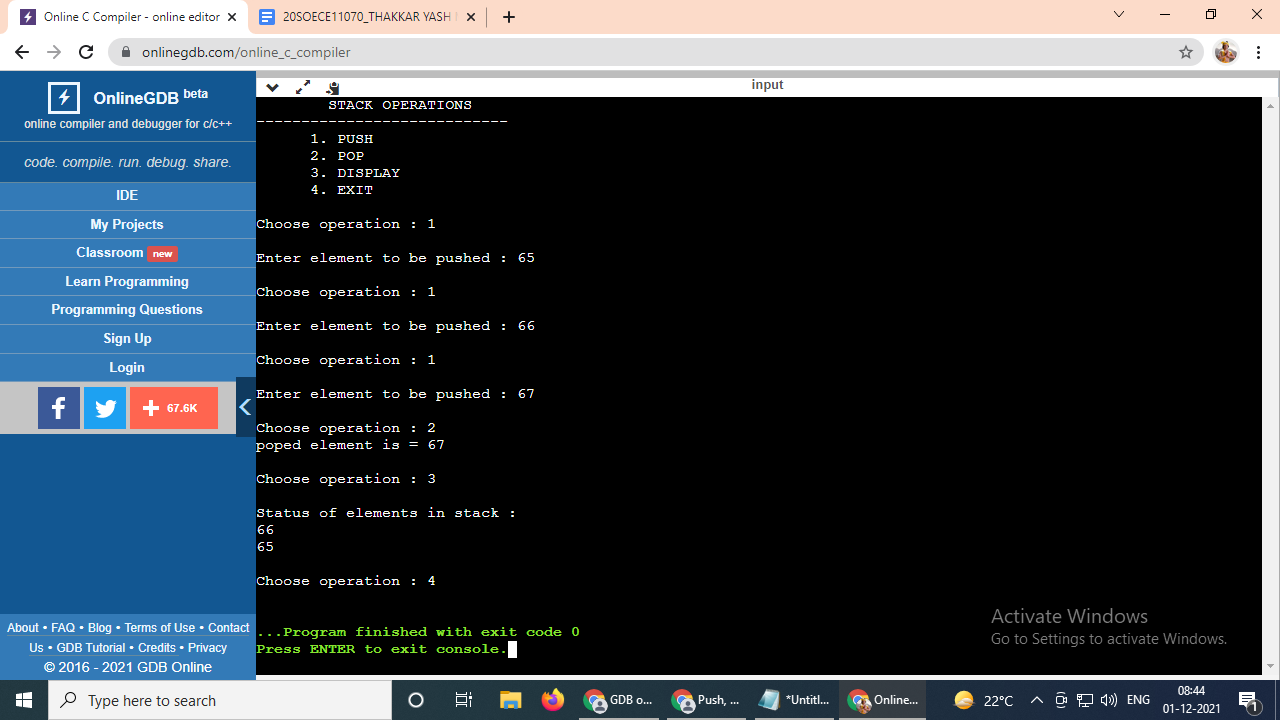 Online C Compiler - online editor
20SOECE11070_THAKKAR YASH
onlinegdb.com/online_c_compiler
OnlineGDB beta
online compiler and debugger for c/c++
code. compile. run. debug. share.
IDE
My Projects
Classroom new
Learn Programming
Programming Questions
Sign Up
Login
67.6K
About • FAQ • Blog • Terms of Use • Contact
Us • GDB Tutorial • Credits • Privacy
© 2016 - 2021 GDB Online
input
STACK OPERATIONS
----------------------------
1. PUSH
2. POP
3. DISPLAY
4. EXIT
Choose operation : 1
Enter element to be pushed : 65
Choose operation : 1
Enter element to be pushed : 66
Choose operation : 1
Enter element to be pushed : 67
Choose operation : 2
poped element is = 67
Choose operation : 3
Status of elements in stack :
66
65
Choose operation : 4
...Program finished with exit code 0
Press ENTER to exit console.
Activate Windows
Go to Settings to activate Windows.
Type here to search
GDB o...
Push, ...
*Untitl...
Online...
22°C
ENG
08:44
01-12-2021
1